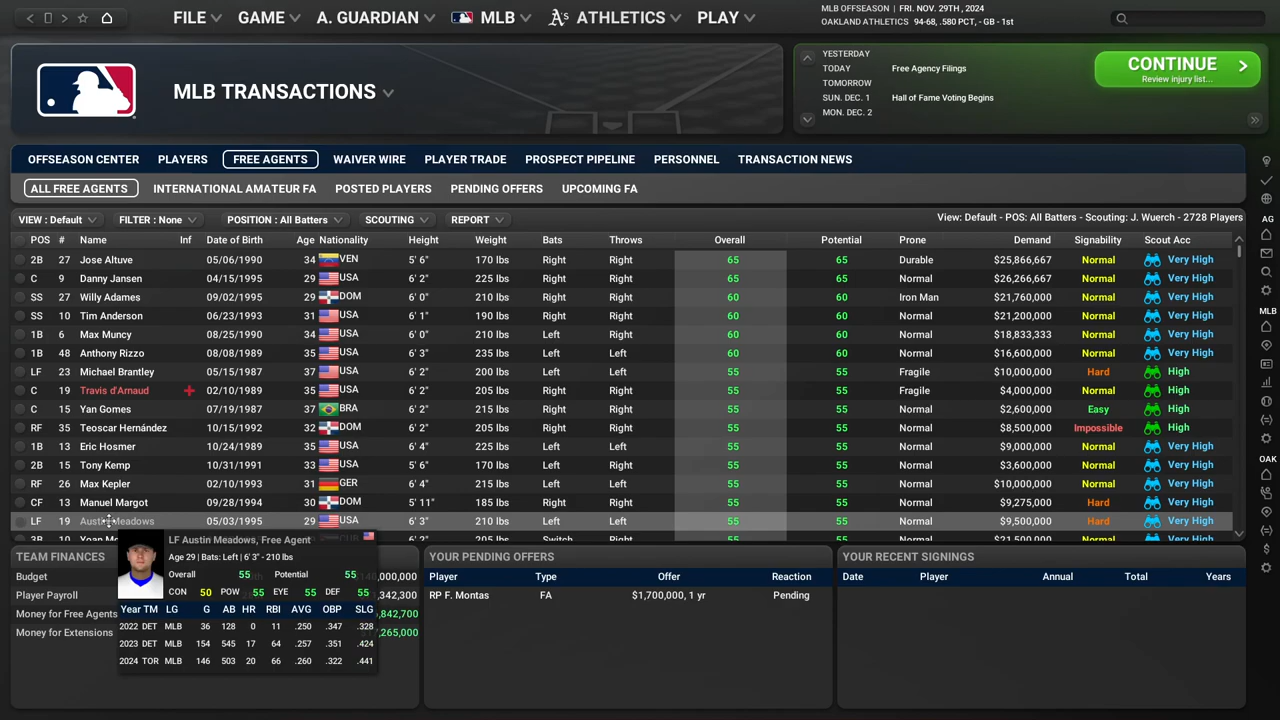 FILE GAME A. GUARDIAN MLB ATHLETICS PLAY
MLB OFFSEASON | FRI. NOV. 29TH , 2024
OAKLAND ATHLETICS 94-68, .580 PCT, - GB - 1st
MLB TRANSACTIONS
YESTERDAY
TODAY Free Agency Filings
TOMORROW
SUN. DEC. 1 Hall of Fame Voting Begins
MON. DEC. 2
CONTINUE
Review injury list...
OFFSEASON CENTER PLAYERS FREE AGENTS WAIVER WIRE PLAYER TRADE PROSPECT PIPELINE PERSONNEL TRANSACTION NEWS
ALL FREE AGENTS INTERNATIONAL AMATEUR FA POSTED PLAYERS PENDING OFFERS UPCOMING FA
VIEW : Default FILTER : None POSITION : All Batters SCOUTING REPORT View: Default - POS: All Batters - Scouting: J. Wuerch - 2728 Players
POS # Name Inf Date of Birth Age Nationality Height Weight Bats Throws Overall Potential Prone Demand Signability Scout Acc
2B 27 Jose Altuve 05/06/1990 34 VEN 5' 6" 170 lbs Right Right 65 65 Durable $25,866,667 Normal Very High
C 9 Danny Jansen 04/15/1995 29 USA 6' 2" 225 lbs Right Right 65 65 Normal $26,266,667 Normal Very High
SS 27 Willy Adames 09/02/1995 29 DOM 6' 0" 210 lbs Right Right 60 60 Iron Man $21,760,000 Normal Very High
SS 10 Tim Anderson 06/23/1993 31 USA 6' 1" 190 lbs Right Right 60 60 Normal $21,200,000 Normal Very High
1B 6 Max Muncy 08/25/1990 34 USA 6' 0" 210 lbs Left Right 60 60 Normal $18,833,333 Normal Very High
1B 48 Anthony Rizzo 08/08/1989 35 USA 6' 3" 235 lbs Left Left 60 60 Normal $16,600,000 Normal Very High
LF 23 Michael Brantley 05/15/1987 37 USA 6' 2" 205 lbs Left Left 55 55 Fragile $10,000,000 Hard High
C 19 Travis d'Arnaud 02/10/1989 35 USA 6' 2" 205 lbs Right Right 55 55 Fragile $4,000,000 Normal High
C 15 Yan Gomes 07/19/1987 37 BRA 6' 2" 215 lbs Right Right 55 55 Normal $2,600,000 Easy High
RF 35 Teoscar Hernández 10/15/1992 32 DOM 6' 2" 215 lbs Right Right 55 55 Normal $8,500,000 Impossible High
1B 13 Eric Hosmer 10/24/1989 35 USA 6' 4" 225 lbs Left Left 55 55 Normal $9,000,000 Normal Very High
2B 15 Tony Kemp 10/31/1991 33 USA 5' 6" 170 lbs Left Right 55 55 Normal $3,600,000 Normal Very High
RF 26 Max Kepler 02/10/1993 31 GER 6' 4" 225 lbs Left Left 55 55 Normal $8,500,000 Normal Very High
CF 13 Manuel Margot 09/28/1994 30 DOM 5' 11" 185 lbs Right Right 55 55 Normal $9,275,000 Hard Very High
LF 19 Austin Meadows 05/03/1995 29 USA 6' 3" 210 lbs Left Left 55 55 Normal $9,500,000 Hard Very High
LF Austin Meadows, Free Agent
Age 29 | Bats: Left | 6' 3" - 210 lbs
Overall 55 Potential 55
CON 50 POW 55 EYE 55 DEF 55
Year TM LG G AB HR RBI AVG OBP SLG
2022 DET MLB 36 128 0 11 .250 .347 .328
2023 DET MLB 154 545 17 64 .257 .351 .424
2024 TOR MLB 146 503 20 66 .260 .322 .441
TEAM FINANCES
Budget 000,000
Player Payroll 342,300
Money for Free Agents 842,700
Money for Extensions 265,000
YOUR PENDING OFFERS
Player Type Offer Reaction
RP F. Montas FA $1,700,000, 1 yr Pending
YOUR RECENT SIGNINGS
Date Player Annual Total Years
AG
MLB
OAK